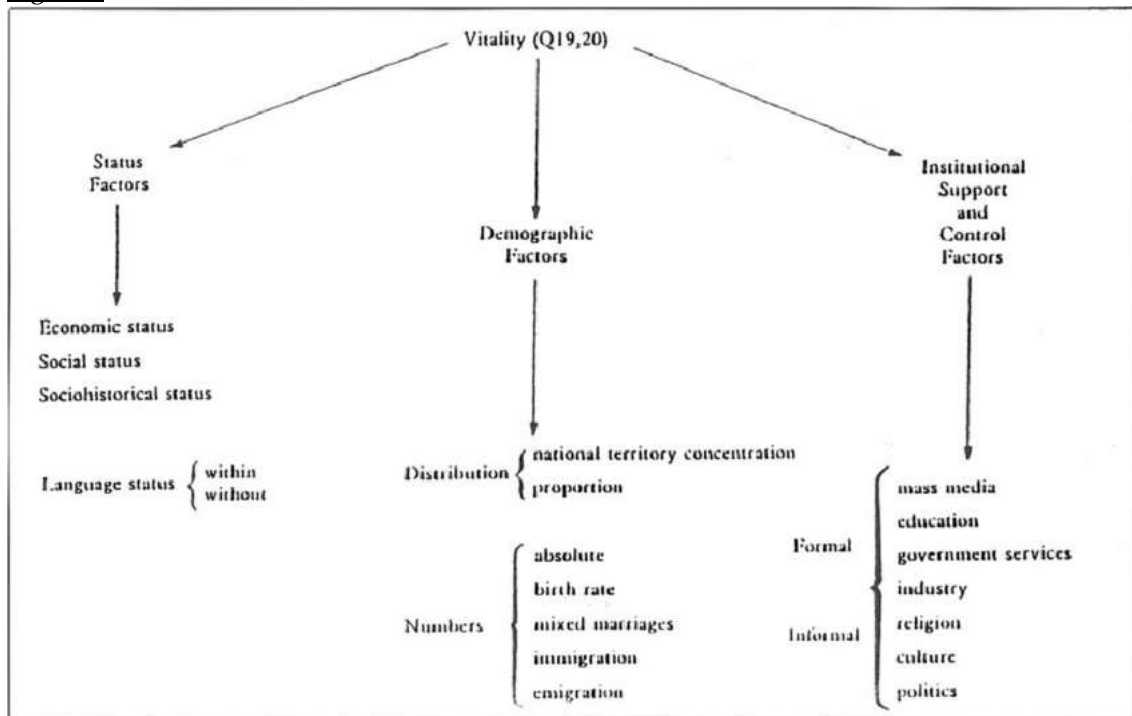 Vitality (Q19,20)
Status
Factors
Economic status
Social status
Sociohistorical status
Language status
within
without
Demographic
Factors
Distribution
national territory concentration
proportion
Numbers
absolute
birth rate
mixed marriages
immigration
emigration
Institutional
Support
and
Control
Factors
Formal
Informal
mass media
education
government services
industry
religion
culture
politics